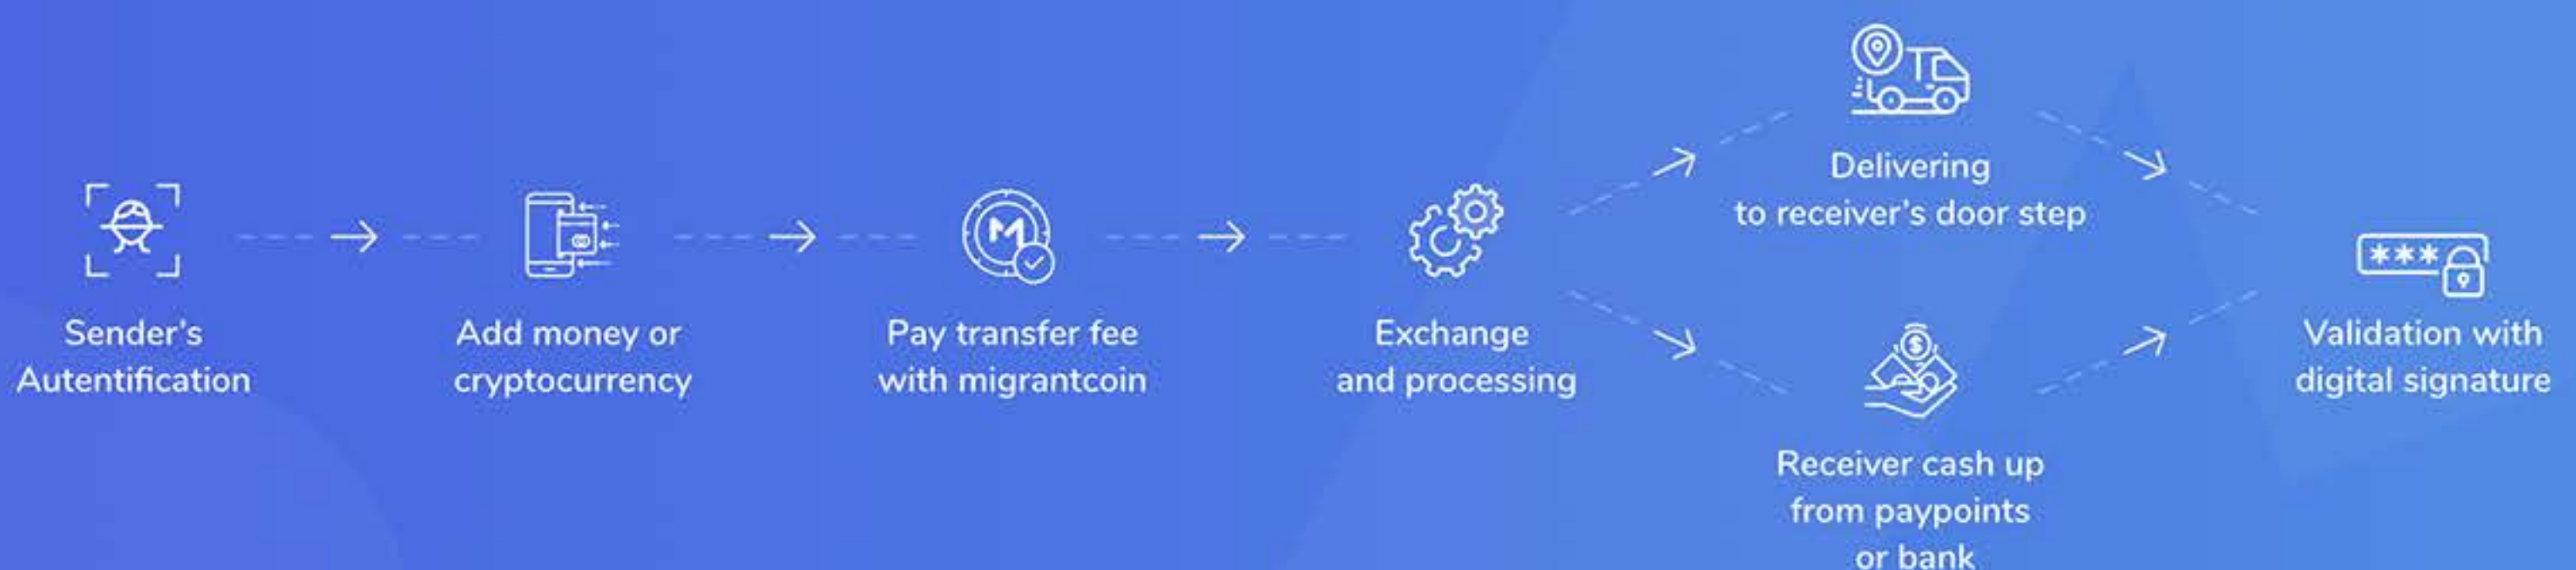 Sender's
Autentification
Add money or
cryptocurrency
Pay transfer fee
with migrantcoin
Exchange
and processing
Delivering
to receiver's door step
Receiver cash up
from paypoints
or bank
Validation with
digital signature